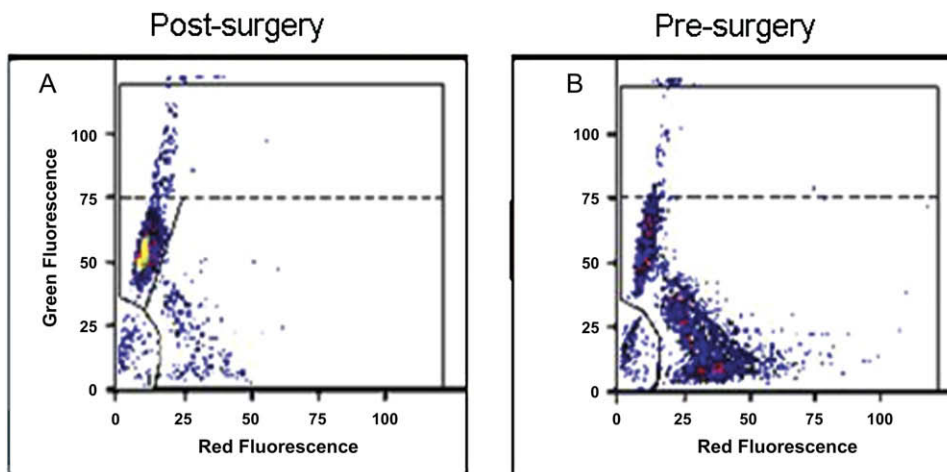 Post-surgery
Pre-surgery
A
Green Fluorescence
100
75
50
25
0
0 25 50 75 100
Red Fluorescence
B
100
75
50
25
0
0 25 50 75 100
Red Fluorescence